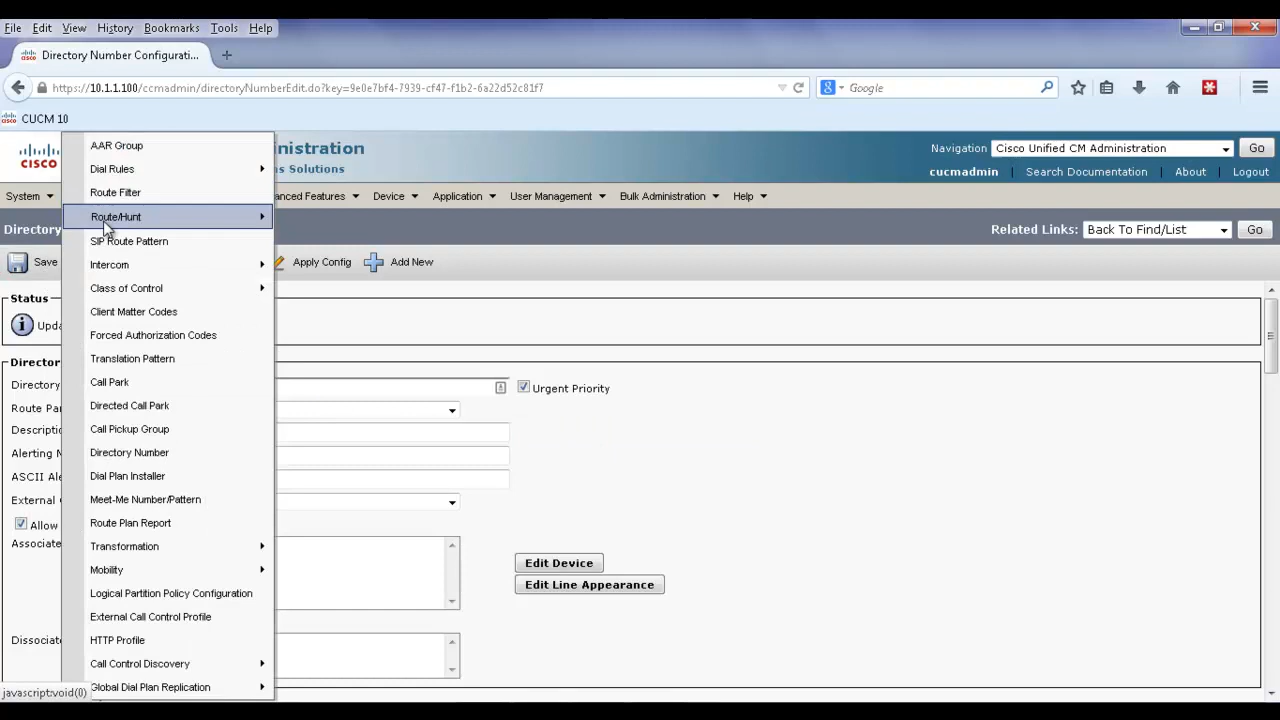 File Edit View History Bookmarks Tools Help
Directory Number Configurati...
https://10.1.1.100/ccmadmin/directoryNumberEdit.do?key=9e0e7bf4-7939-cf47-f1b2-6a22d52c81f7
Google
CUCM 10
CISCO
inistration
s Solutions
Navigation Cisco Unified CM Administration Go
cucmadmin Search Documentation About Logout
System anced Features Device Application User Management Bulk Administration Help
Directory
Related Links: Back To Find/List Go
Save Apply Config Add New
AAR Group
Dial Rules
Route Filter
Route/Hunt
SIP Route Pattern
Intercom
Class of Control
Client Matter Codes
Forced Authorization Codes
Translation Pattern
Call Park
Directed Call Park
Call Pickup Group
Directory Number
Dial Plan Installer
Meet-Me Number/Pattern
Route Plan Report
Transformation
Mobility
Logical Partition Policy Configuration
External Call Control Profile
HTTP Profile
Call Control Discovery
Global Dial Plan Replication
Status
Upda
Director
Directory
Urgent Priority
Route Par
Descripti
Alerting N
ASCII Ale
External
Allow
Associate
Edit Device
Edit Line Appearance
Dissociat
javascript:void(0)